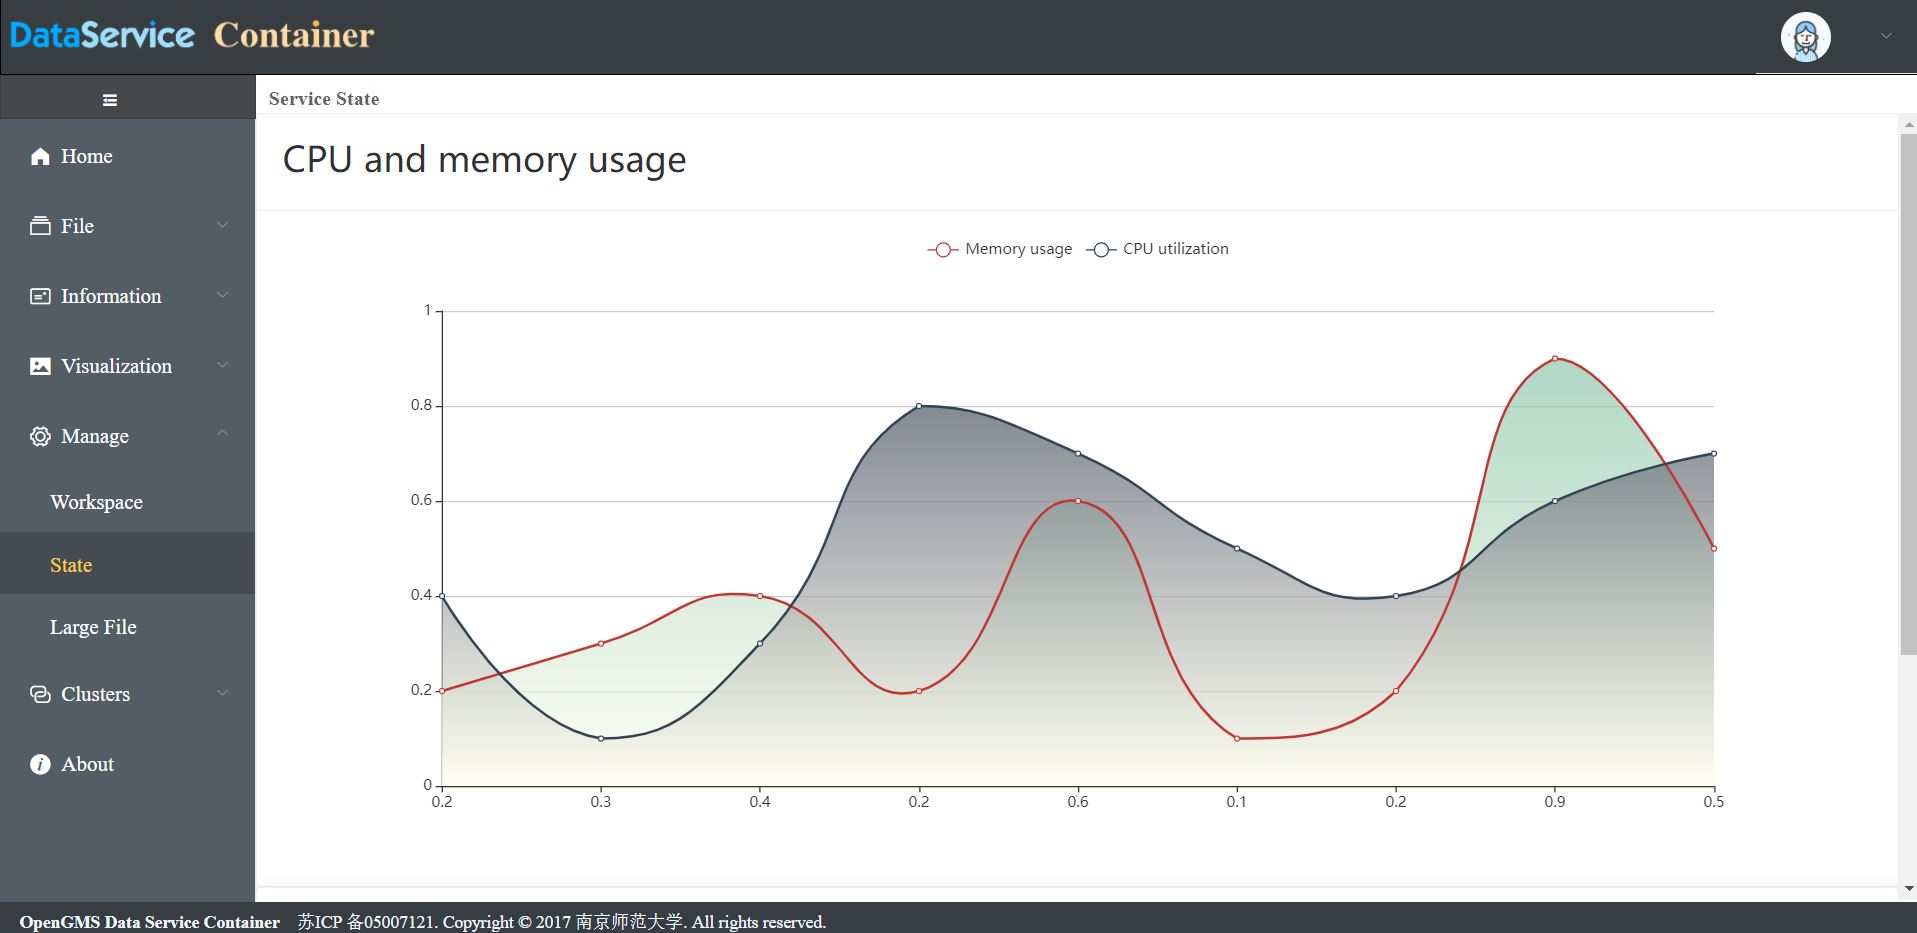 DataService Container
Service State
Home
File
Information
Visualization
Manage
Workspace
State
Large File
Clusters
About
CPU and memory usage
Memory usage CPU utilization
1
0.8
0.6
0.4
0.2
0
0.2 0.3 0.4 0.2 0.6 0.1 0.2 0.9 0.5
OpenGMS Data Service Container 苏ICP 备05007121. Copyright © 2017 南京师范大学. All rights reserved.